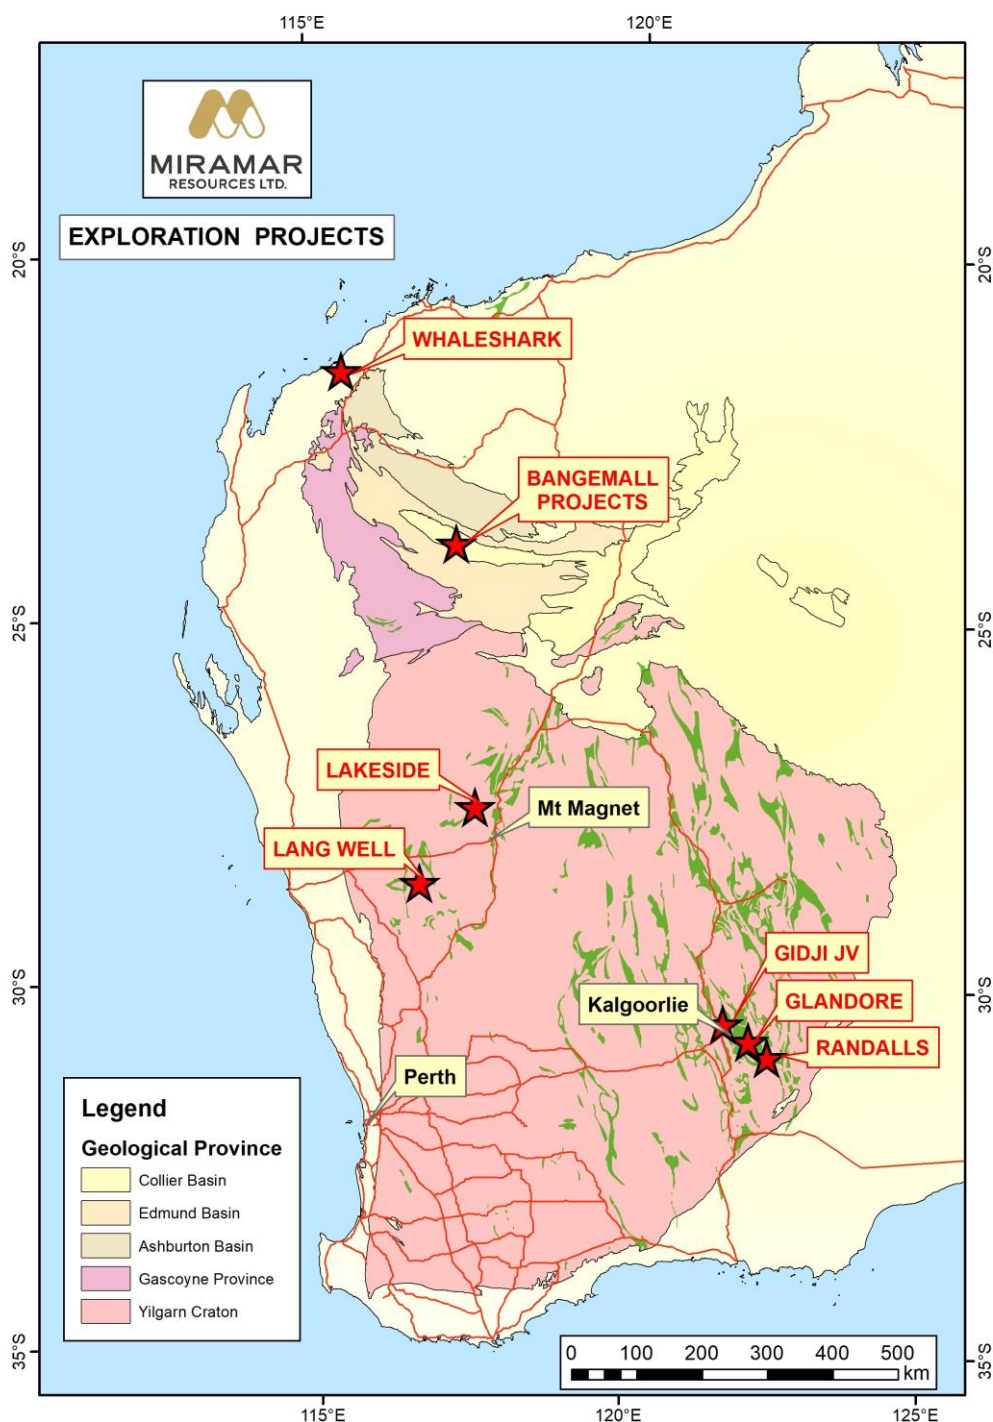 115°E
120°E
MIRAMAR
RESOURCES LTD.
EXPLORATION PROJECTS
20°S
20°S
WHALESHARK
BANGEMALL
PROJECTS
25°S
25°S
LAKESIDE
Mt Magnet
LANG WELL
GIDJI JV
30°S
30°S
Kalgoorlie
GLANDORE
RANDALLS
Perth
Legend
Geological Province
Collier Basin
Edmund Basin
Ashburton Basin
Gascoyne Province
Yilgarn Craton
0 100 200 300 400 500
km
35°S
35°S
115°E
120°E
125°E